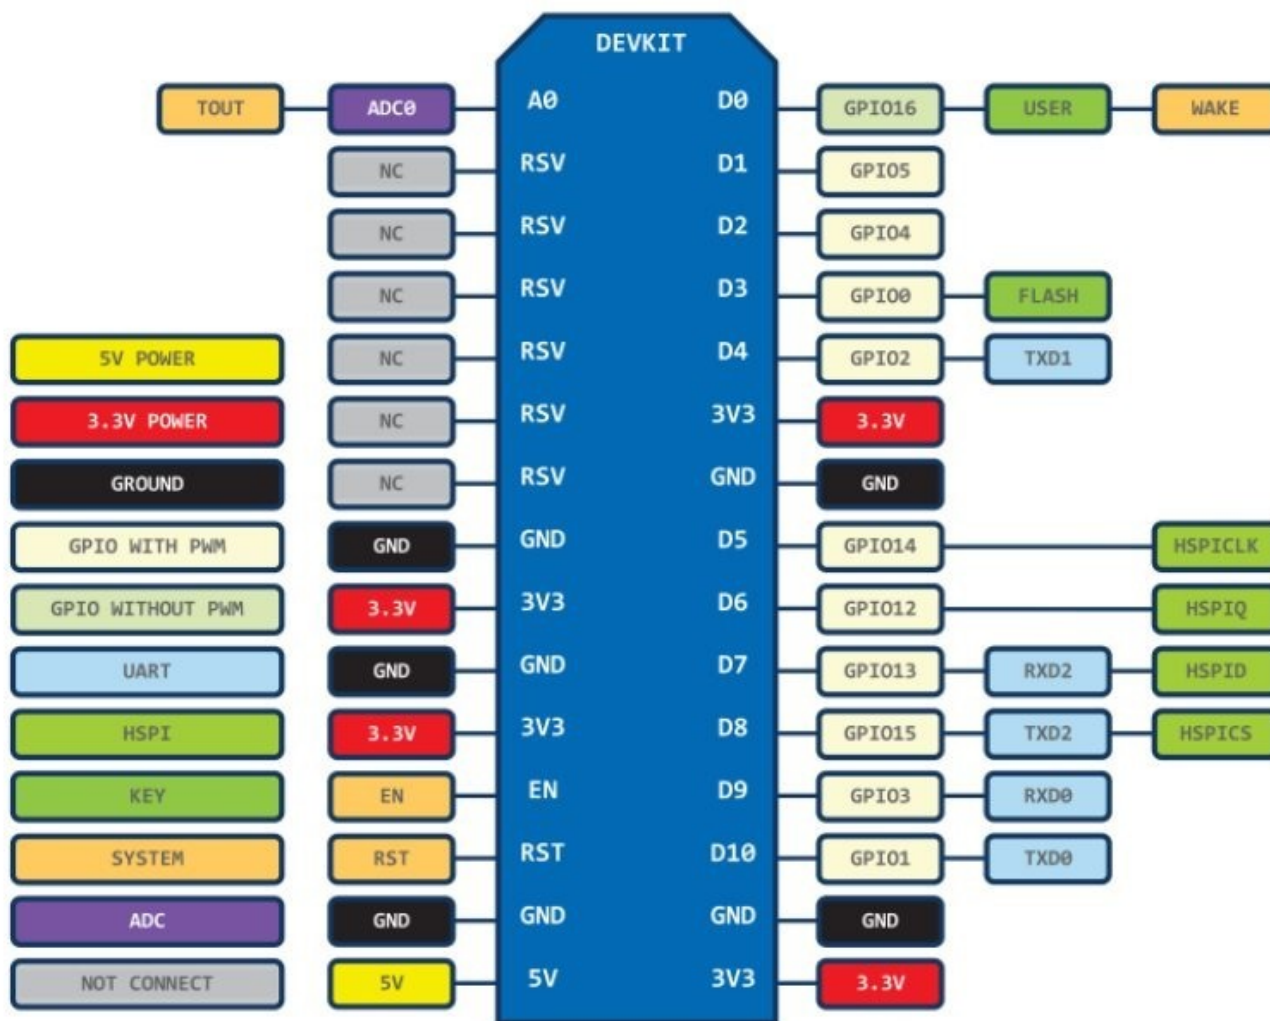 DEVKIT
TOUT ADC0 A0 D0 GPIO16 USER WAKE
NC RSV D1 GPIO5
NC RSV D2 GPIO4
NC RSV D3 GPIO0 FLASH
5V POWER NC RSV D4 GPIO2 TXD1
3.3V POWER NC RSV 3V3 3.3V
GROUND NC RSV GND GND
GPIO WITH PWM GND GND D5 GPIO14 HSPICLK
GPIO WITHOUT PWM 3.3V 3V3 D6 GPIO12 HSPIQ
UART GND GND D7 GPIO13 RXD2 HSPID
HSPI 3.3V 3V3 D8 GPIO15 TXD2 HSPICS
KEY EN EN D9 GPIO3 RXD0
SYSTEM RST RST D10 GPIO1 TXD0
ADC GND GND GND GND
NOT CONNECT 5V 5V 3V3 3.3V